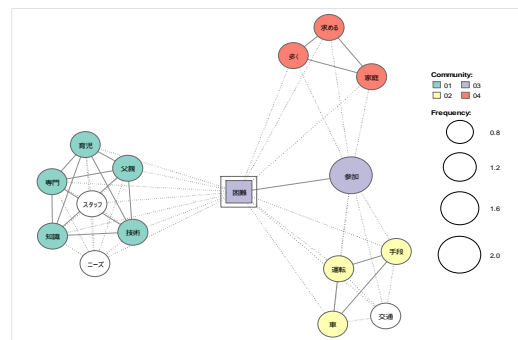 求める
多く
家庭
Community:
01 03
02 04
Frequency:
0.8
1.2
1.6
2.0
育児
父親
専門
スタッフ
知識
技術
ニーズ
困難
参加
手段
運転
交通
車